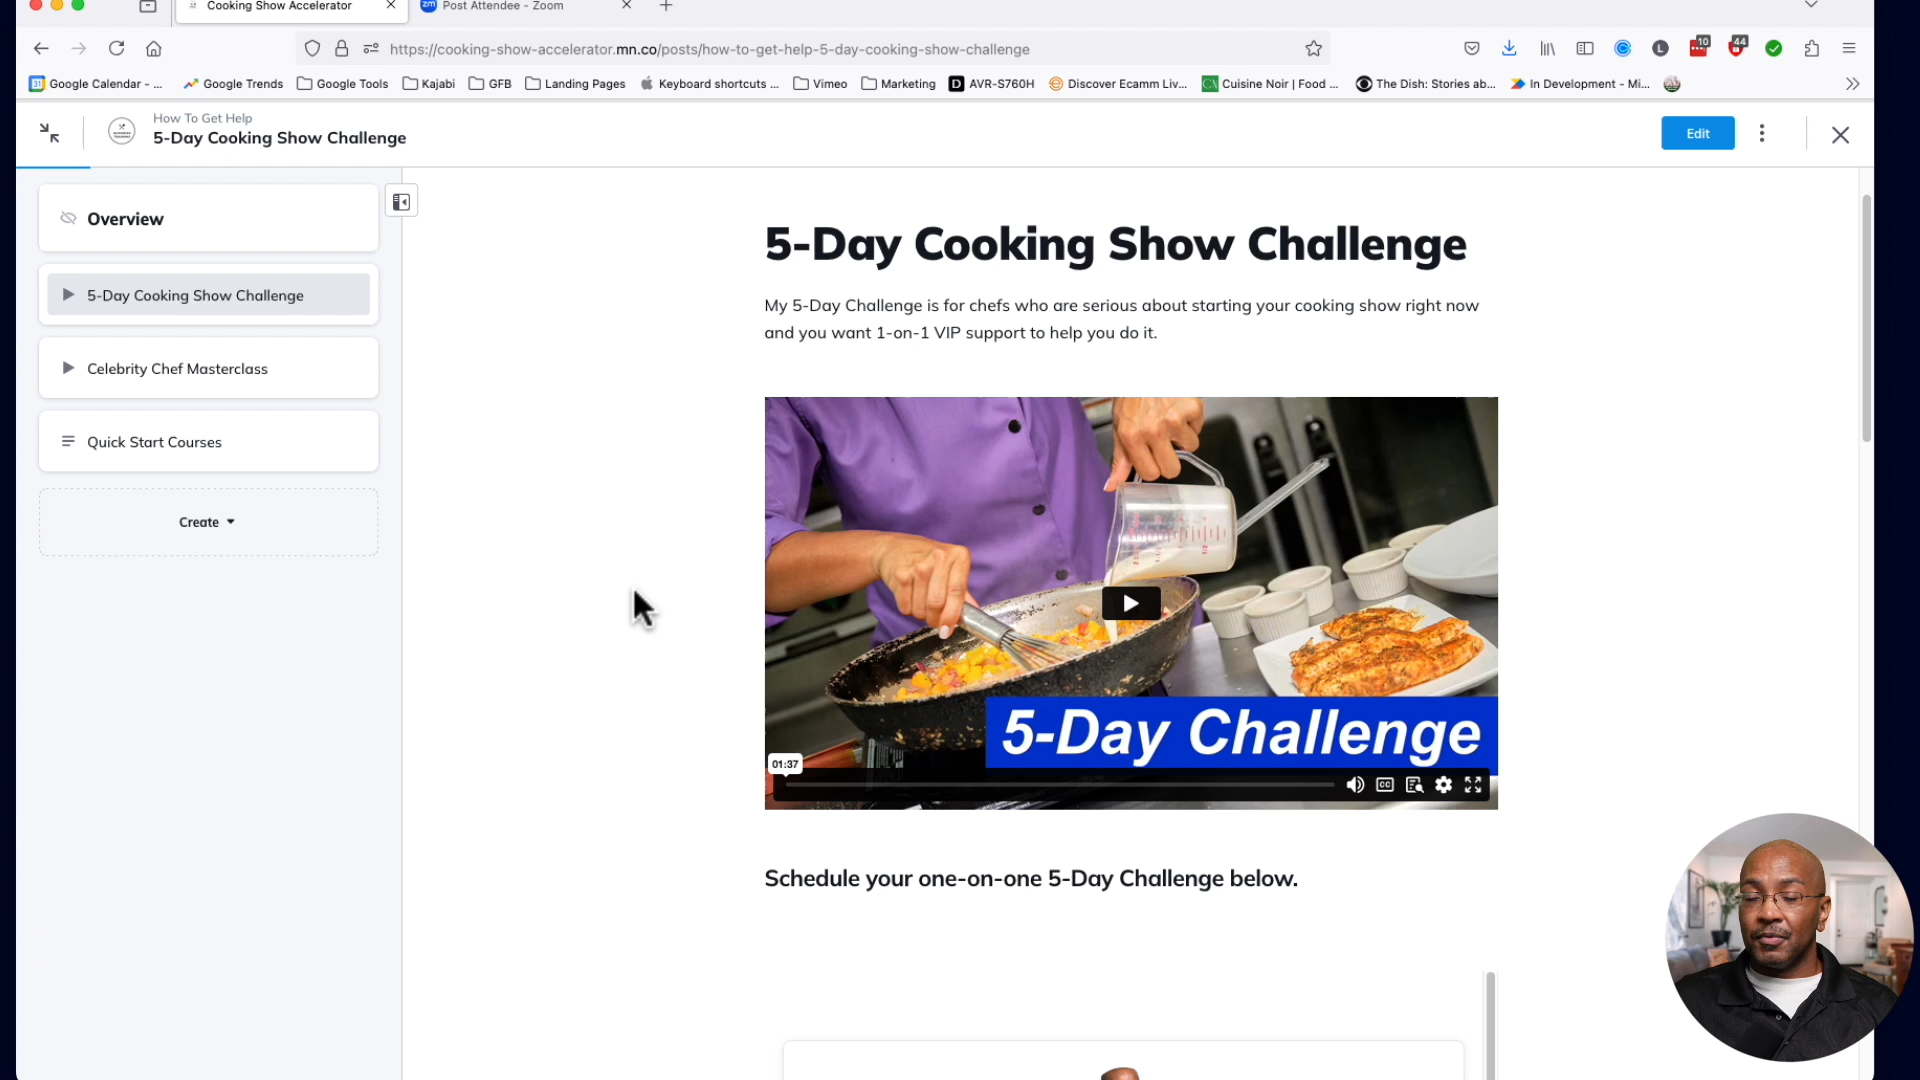 Cooking Show Accelerator
Post Attendee - Zoom
https://cooking-show-accelerator.mn.co/posts/how-to-get-help-5-day-cooking-show-challenge
10
44
Google Calendar - ...
Google Trends
Google Tools
Kajabi
GFB
Landing Pages
Keyboard shortcuts ...
Vimeo
Marketing
AVR-S760H
Discover Ecamm Liv...
Cuisine Noir | Food ...
The Dish: Stories ab...
In Development - Mi...
How To Get Help
5-Day Cooking Show Challenge
Edit
Overview
5-Day Cooking Show Challenge
Celebrity Chef Masterclass
Quick Start Courses
Create
5-Day Cooking Show Challenge
My 5-Day Challenge is for chefs who are serious about starting your cooking show right now
and you want 1-on-1 VIP support to help you do it.
5-Day Challenge
01:37
CC
Schedule your one-on-one 5-Day Challenge below.